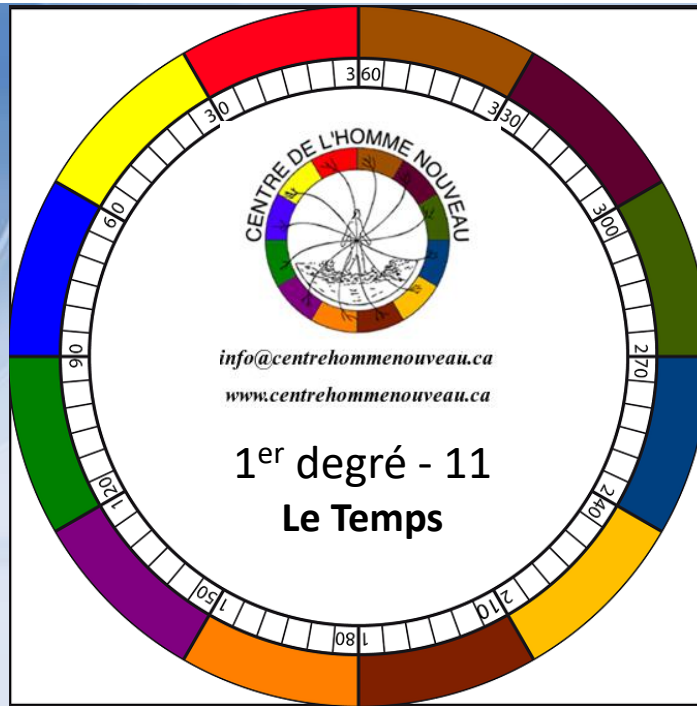 360
330
300
270
240
210
180
150
120
90
60
30
CENTRE DE L'HOMME NOUVEAU
info@centrehommenouveau.ca
www.centrehommenouveau.ca
1er degré - 11
Le Temps